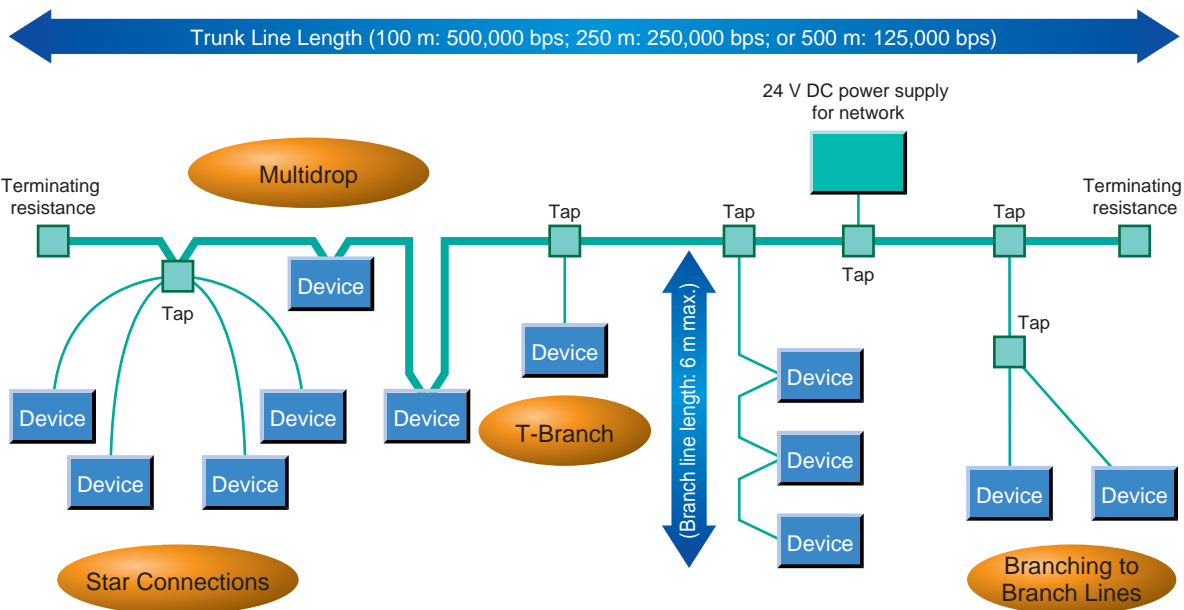 Trunk Line Length (100 m: 500,000 bps; 250 m: 250,000 bps; or 500 m: 125,000 bps)
24 V DC power supply
for network
Multidrop
Terminating
resistance
Tap
Tap
Tap
Terminating
resistance
Tap
Device
Tap
Tap
Device
Device
Device
Device
Device
Device
Device
Device
T-Branch
(Branch line length: 6 m max.)
Device
Device
Device
Device
Device
Device
Star Connections
Branching to
Branch Lines